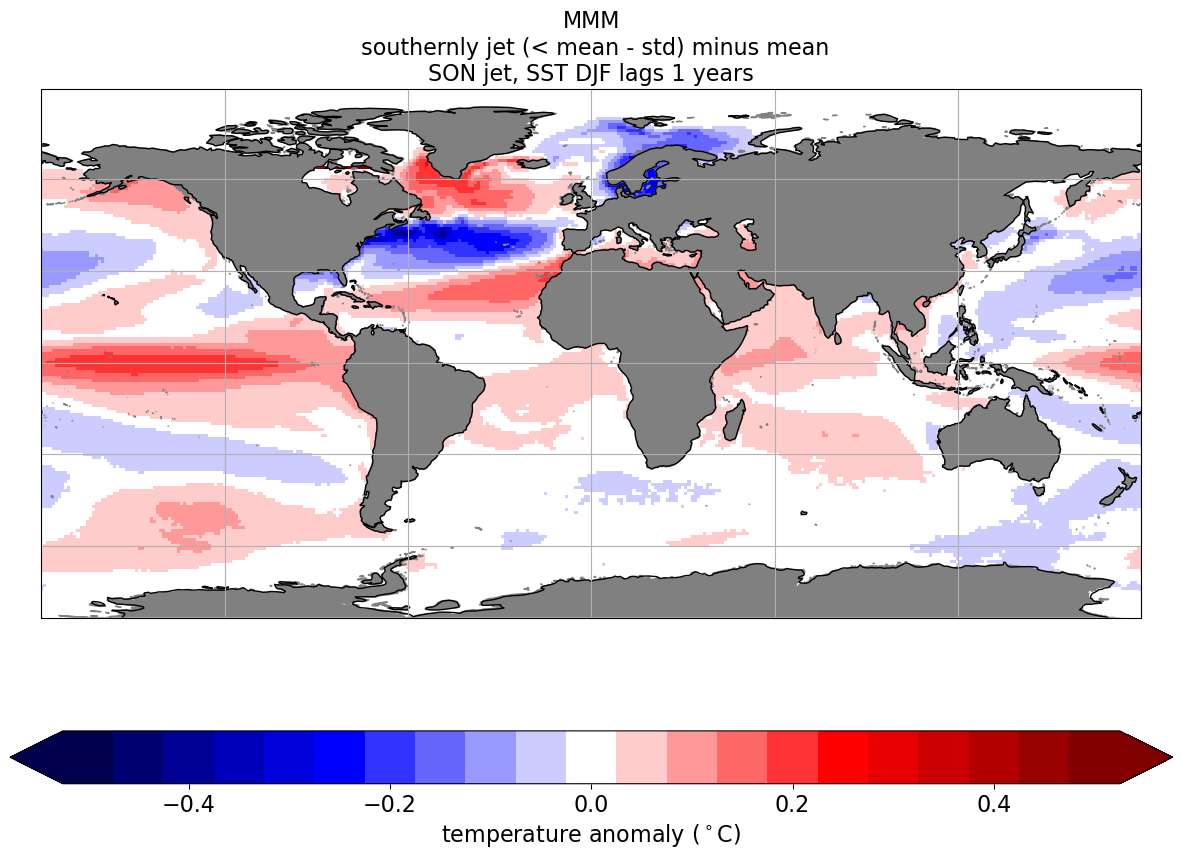 MMM
southernly jet (< mean - std) minus mean
SON jet, SST DJF lags 1 years
−0.4 −0.2 0.0 0.2 0.4
temperature anomaly (°C)